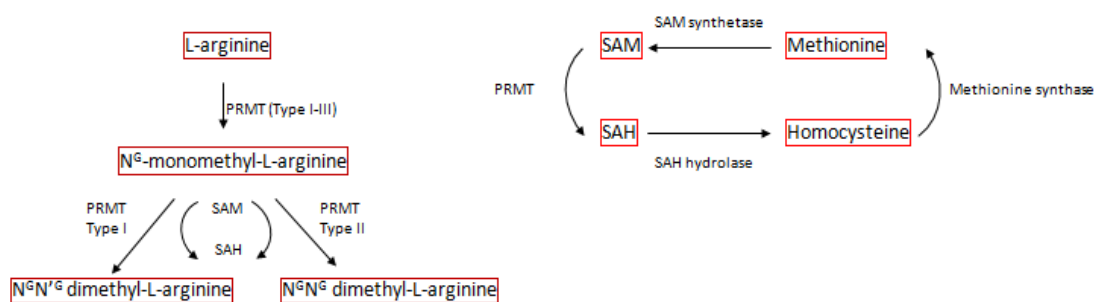 L-arginine
PRMT (Type I-III)
Nᴳ-monomethyl-L-arginine
PRMT
Type I
SAM
SAH
PRMT
Type II
NᴳN'ᴳ dimethyl-L-arginine
NᴳNᴳ dimethyl-L-arginine
SAM synthetase
SAM
Methionine
PRMT
Methionine synthase
SAH
Homocysteine
SAH hydrolase